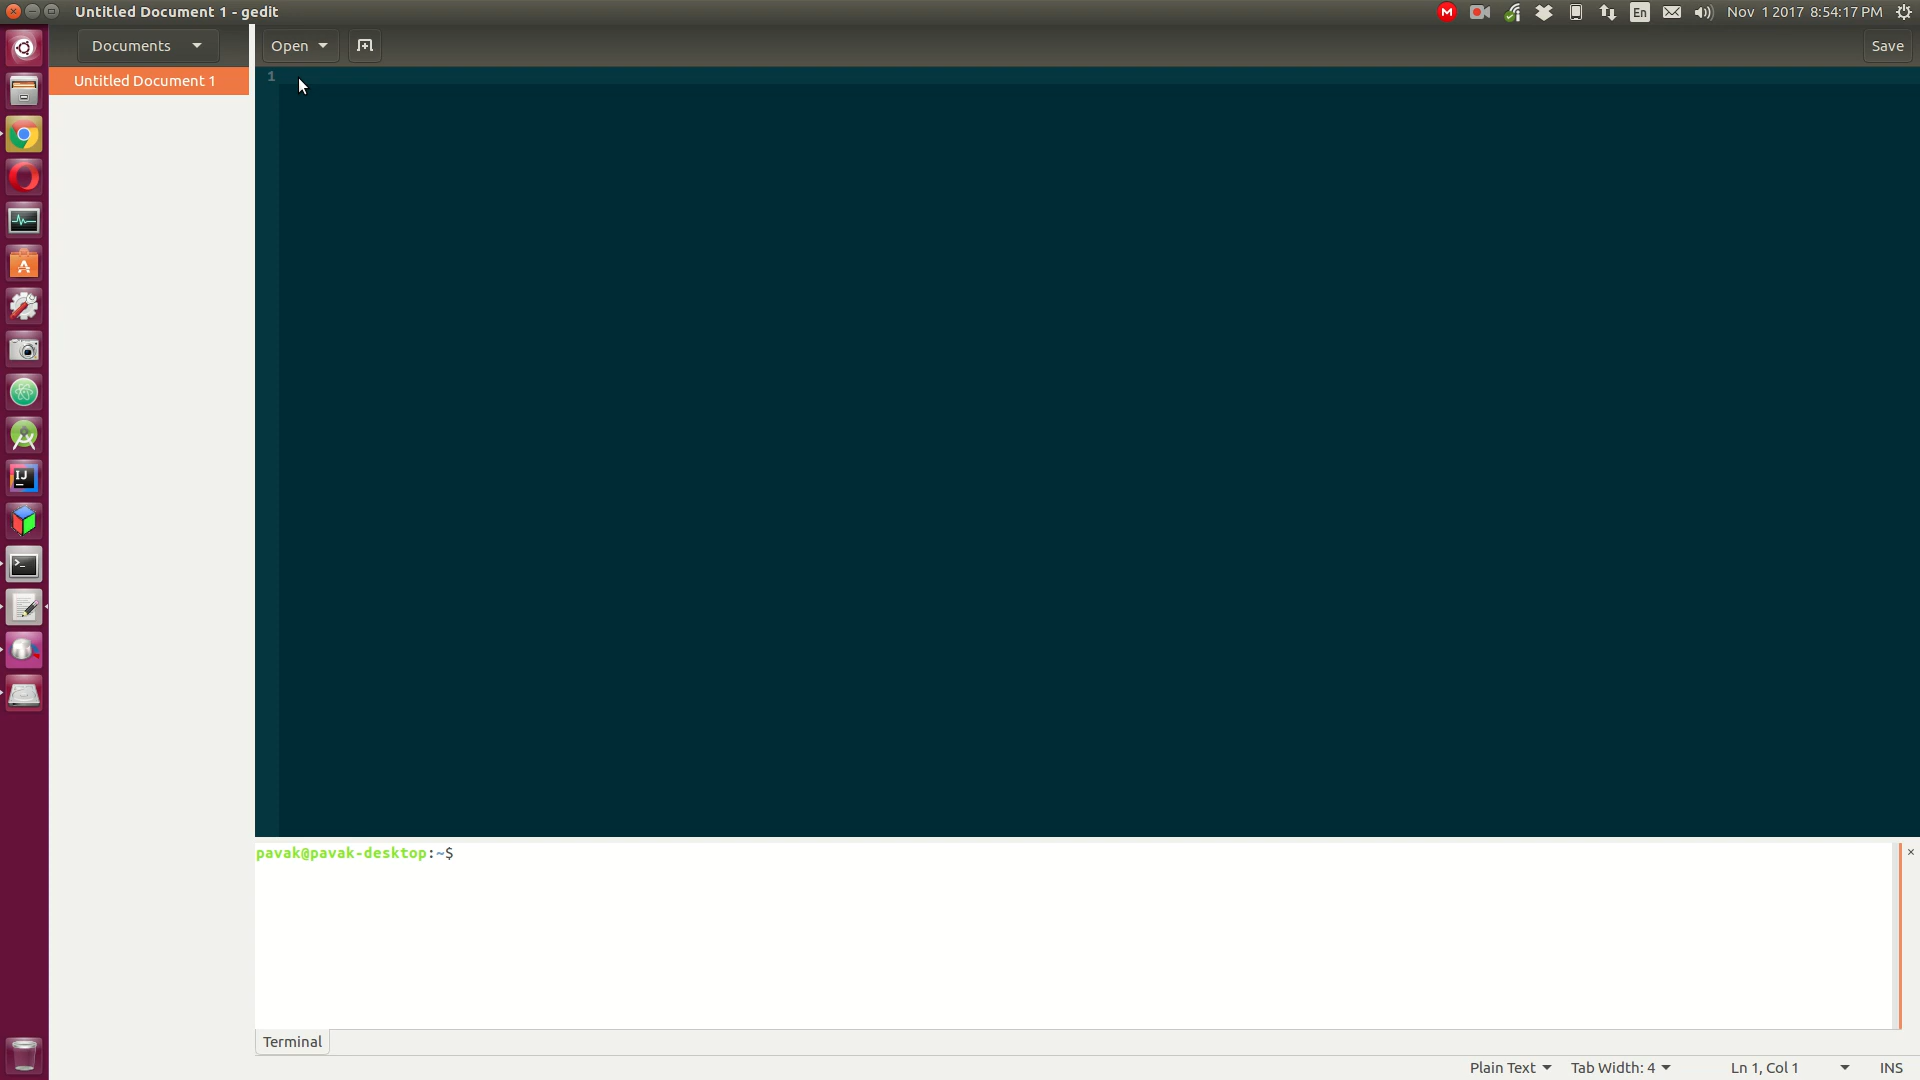 Untitled Document 1 - gedit
En
Nov 1 2017 8:54:17 PM
Documents
Open
Save
Untitled Document 1
1
pavak@pavak-desktop:~$
Terminal
Plain Text
Tab Width: 4
Ln 1, Col 1
INS